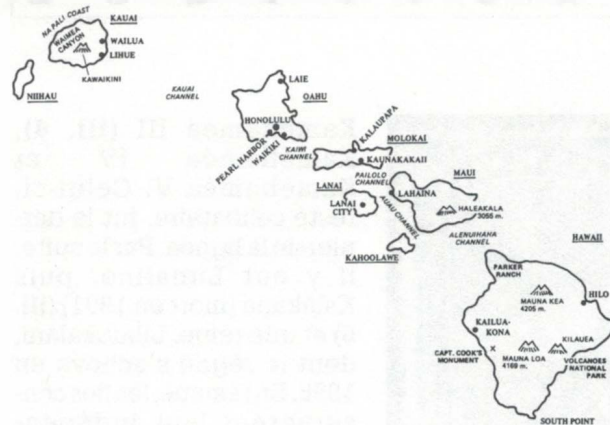 NA PALI COAST
KAUAI
WAIMEA
CANYON
WAILUA
LIHUE
KAWAIKINI
NIIHAU
KAUAI
CHANNEL
LAIE
OAHU
HONOLULU
PEARL HARBOR
WAIKIKI
KAIWI
CHANNEL
KALAUPAPA
MOLOKAI
KAUNAKAKAII
PAILOLO
CHANNEL
LANAI
LANAI
CITY
AUAU CHANNEL
LAHAINA
MAUI
HALEAKALA
3055 m.
ALENUIHAHA
CHANNEL
KAHOOLAWE
HAWAII
PARKER
RANCH
HILO
MAUNA KEA
4205 m.
KAILUA-
KONA
KILAUEA
CAPT. COOK'S
MONUMENT
X
MAUNA LOA
4169 m.
VOLCANOES
NATIONAL
PARK
SOUTH POINT